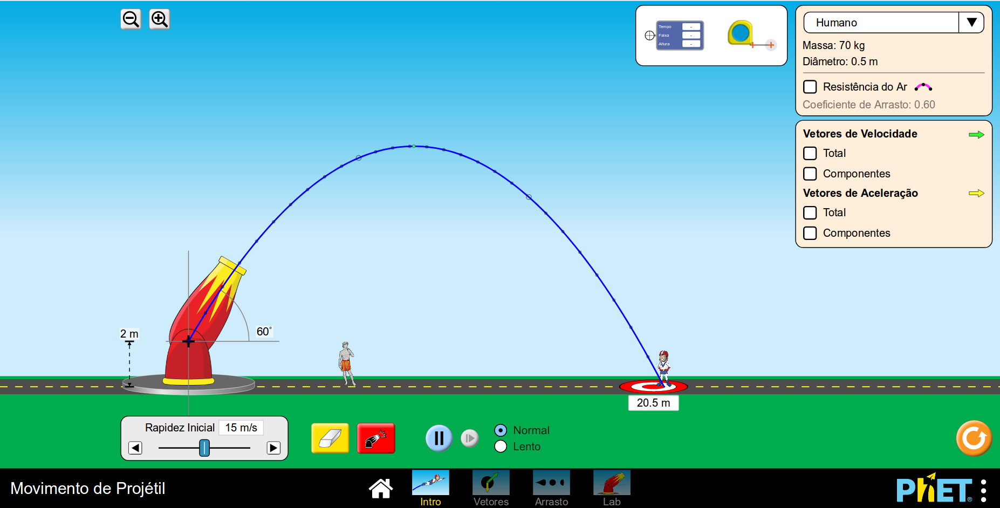 Tempo -
Faixa -
Altura -
Humano
Massa: 70 kg
Diâmetro: 0.5 m
Resistência do Ar
Coeficiente de Arrasto: 0.60
Vetores de Velocidade
Total
Componentes
Vetores de Aceleração
Total
Componentes
2 m
60°
20.5 m
Rapidez Inicial 15 m/s
Normal
Lento
Movimento de Projétil
Intro
Vetores
Arrasto
Lab
PhET®